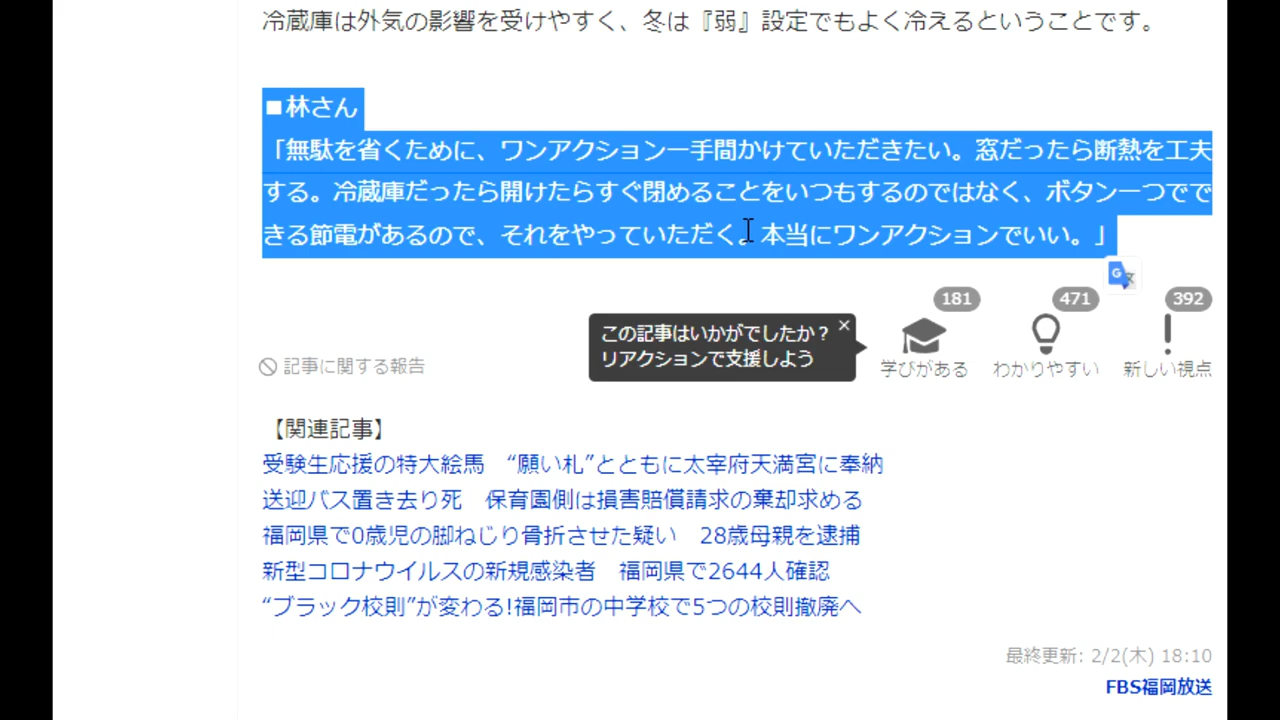 冷蔵庫は外気の影響を受けやすく、冬は『弱』設定でもよく冷えるということです。
■林さん
「無駄を省くために、ワンアクション一手間かけていただきたい。窓だったら断熱を工夫
する。冷蔵庫だったら開けたらすぐ閉めることをいつもするのではなく、ボタン一つでで
きる節電があるので、それをやっていただく。本当にワンアクションでいい。」
181
471
392
この記事はいかがでしたか？
リアクションで支援しよう
学びがある
わかりやすい
新しい視点
記事に関する報告
【関連記事】
受験生応援の特大絵馬　“願い札”とともに太宰府天満宮に奉納
送迎バス置き去り死　保育園側は損害賠償請求の棄却求める
福岡県で0歳児の脚ねじり骨折させた疑い　28歳母親を逮捕
新型コロナウイルスの新規感染者　福岡県で2644人確認
“ブラック校則”が変わる!福岡市の中学校で5つの校則撤廃へ
最終更新: 2/2(木) 18:10
FBS福岡放送